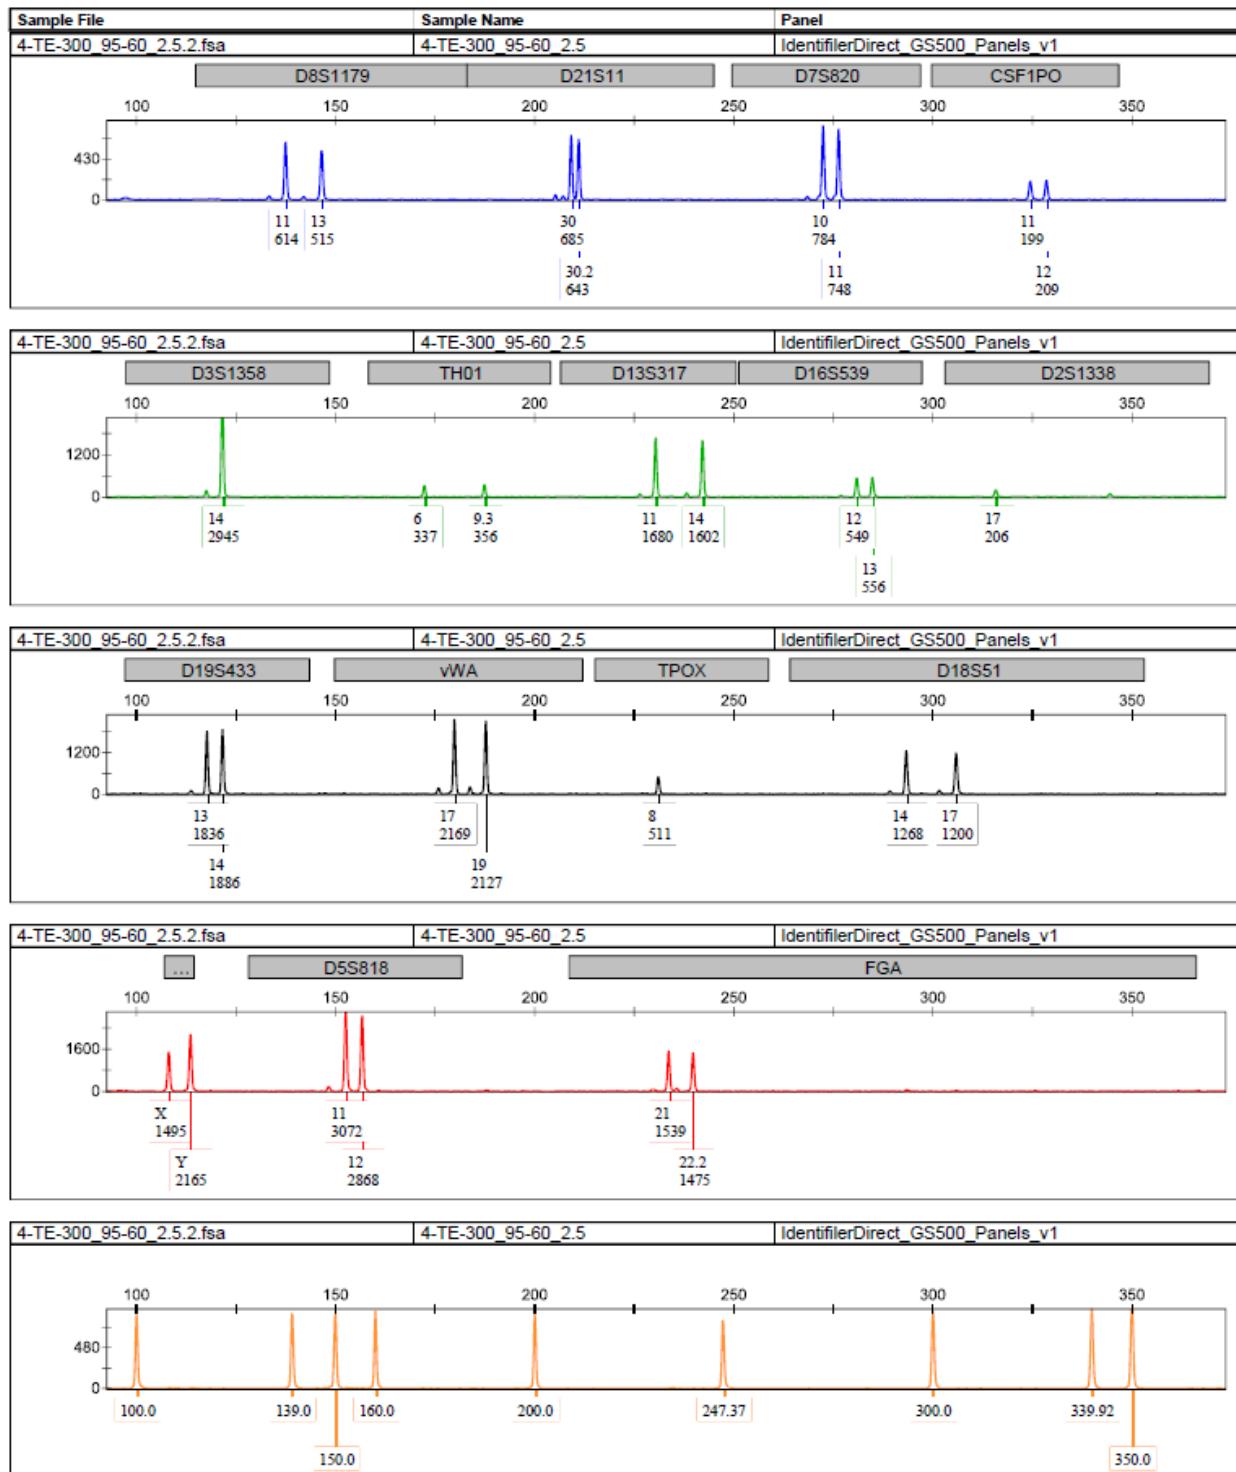 Sample File Sample Name Panel
4-TE-300_95-60_2.5.2.fsa 4-TE-300_95-60_2.5 IdentifilerDirect_GS500_Panels_v1
D8S1179 D21S11 D7S820 CSF1PO
100 150 200 250 300 350
430
0
11 13 30 10 11
614 515 685 784 199
30.2 11 12
643 748 209
4-TE-300_95-60_2.5.2.fsa 4-TE-300_95-60_2.5 IdentifilerDirect_GS500_Panels_v1
D3S1358 TH01 D13S317 D16S539 D2S1338
100 150 200 250 300 350
1200
0
14 6 9.3 11 14 12 17
2945 337 356 1680 1602 549 206
13
556
4-TE-300_95-60_2.5.2.fsa 4-TE-300_95-60_2.5 IdentifilerDirect_GS500_Panels_v1
D19S433 vWA TPOX D18S51
100 150 200 250 300 350
1200
0
13 17 8 14 17
1836 2169 511 1268 1200
14 19
1886 2127
4-TE-300_95-60_2.5.2.fsa 4-TE-300_95-60_2.5 IdentifilerDirect_GS500_Panels_v1
... D5S818 FGA
100 150 200 250 300 350
1600
0
X 11 21
1495 3072 1539
Y 12 22.2
2165 2868 1475
4-TE-300_95-60_2.5.2.fsa 4-TE-300_95-60_2.5 IdentifilerDirect_GS500_Panels_v1
100 150 200 250 300 350
480
0
100.0 139.0 160.0 200.0 247.37 300.0 339.92
150.0 350.0